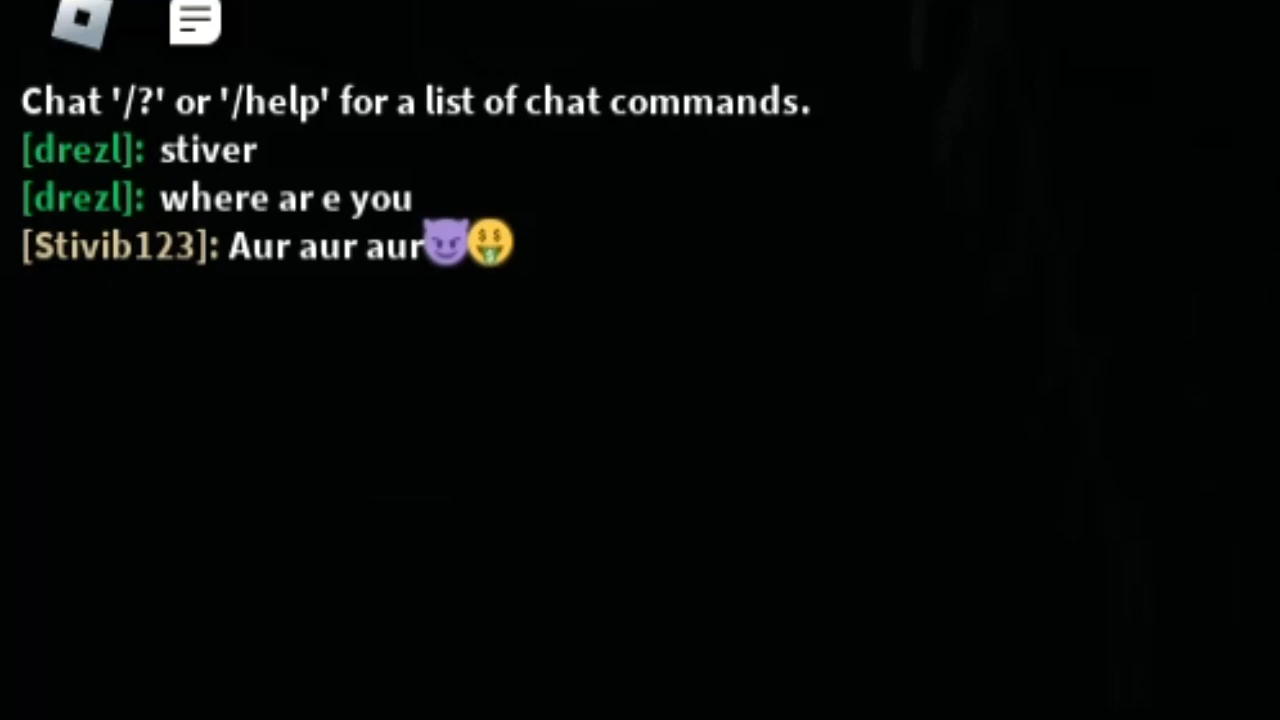 Chat '/?' or '/help' for a list of chat commands.
[drezl]: stiver
[drezl]: where ar e you
[Stivib123]: Aur aur aur😈🤑